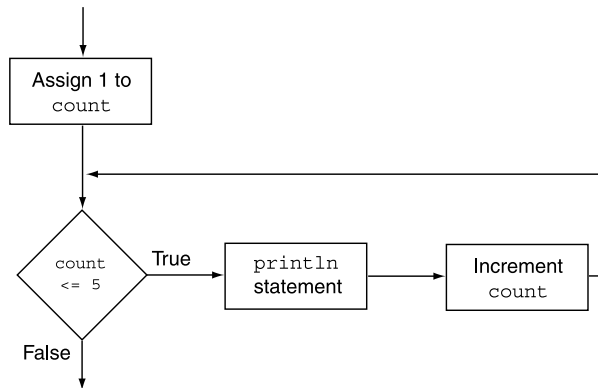 Assign 1 to
count
count
<= 5
True
println
statement
Increment
count
False